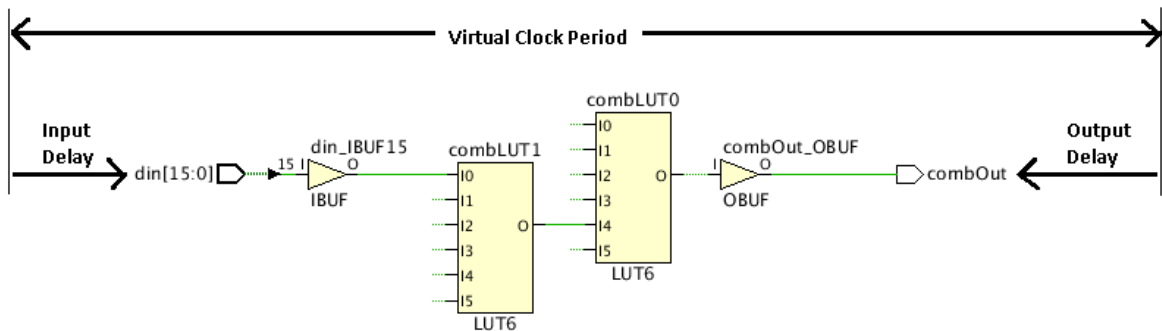 Virtual Clock Period
Input
Delay
din[15:0]
15
I
O
din_IBUF15
IBUF
combLUT1
I0
I1
I2
I3
I4
I5
O
LUT6
combLUT0
I0
I1
I2
I3
I4
I5
O
LUT6
combOut_OBUF
I
O
OBUF
combOut
Output
Delay